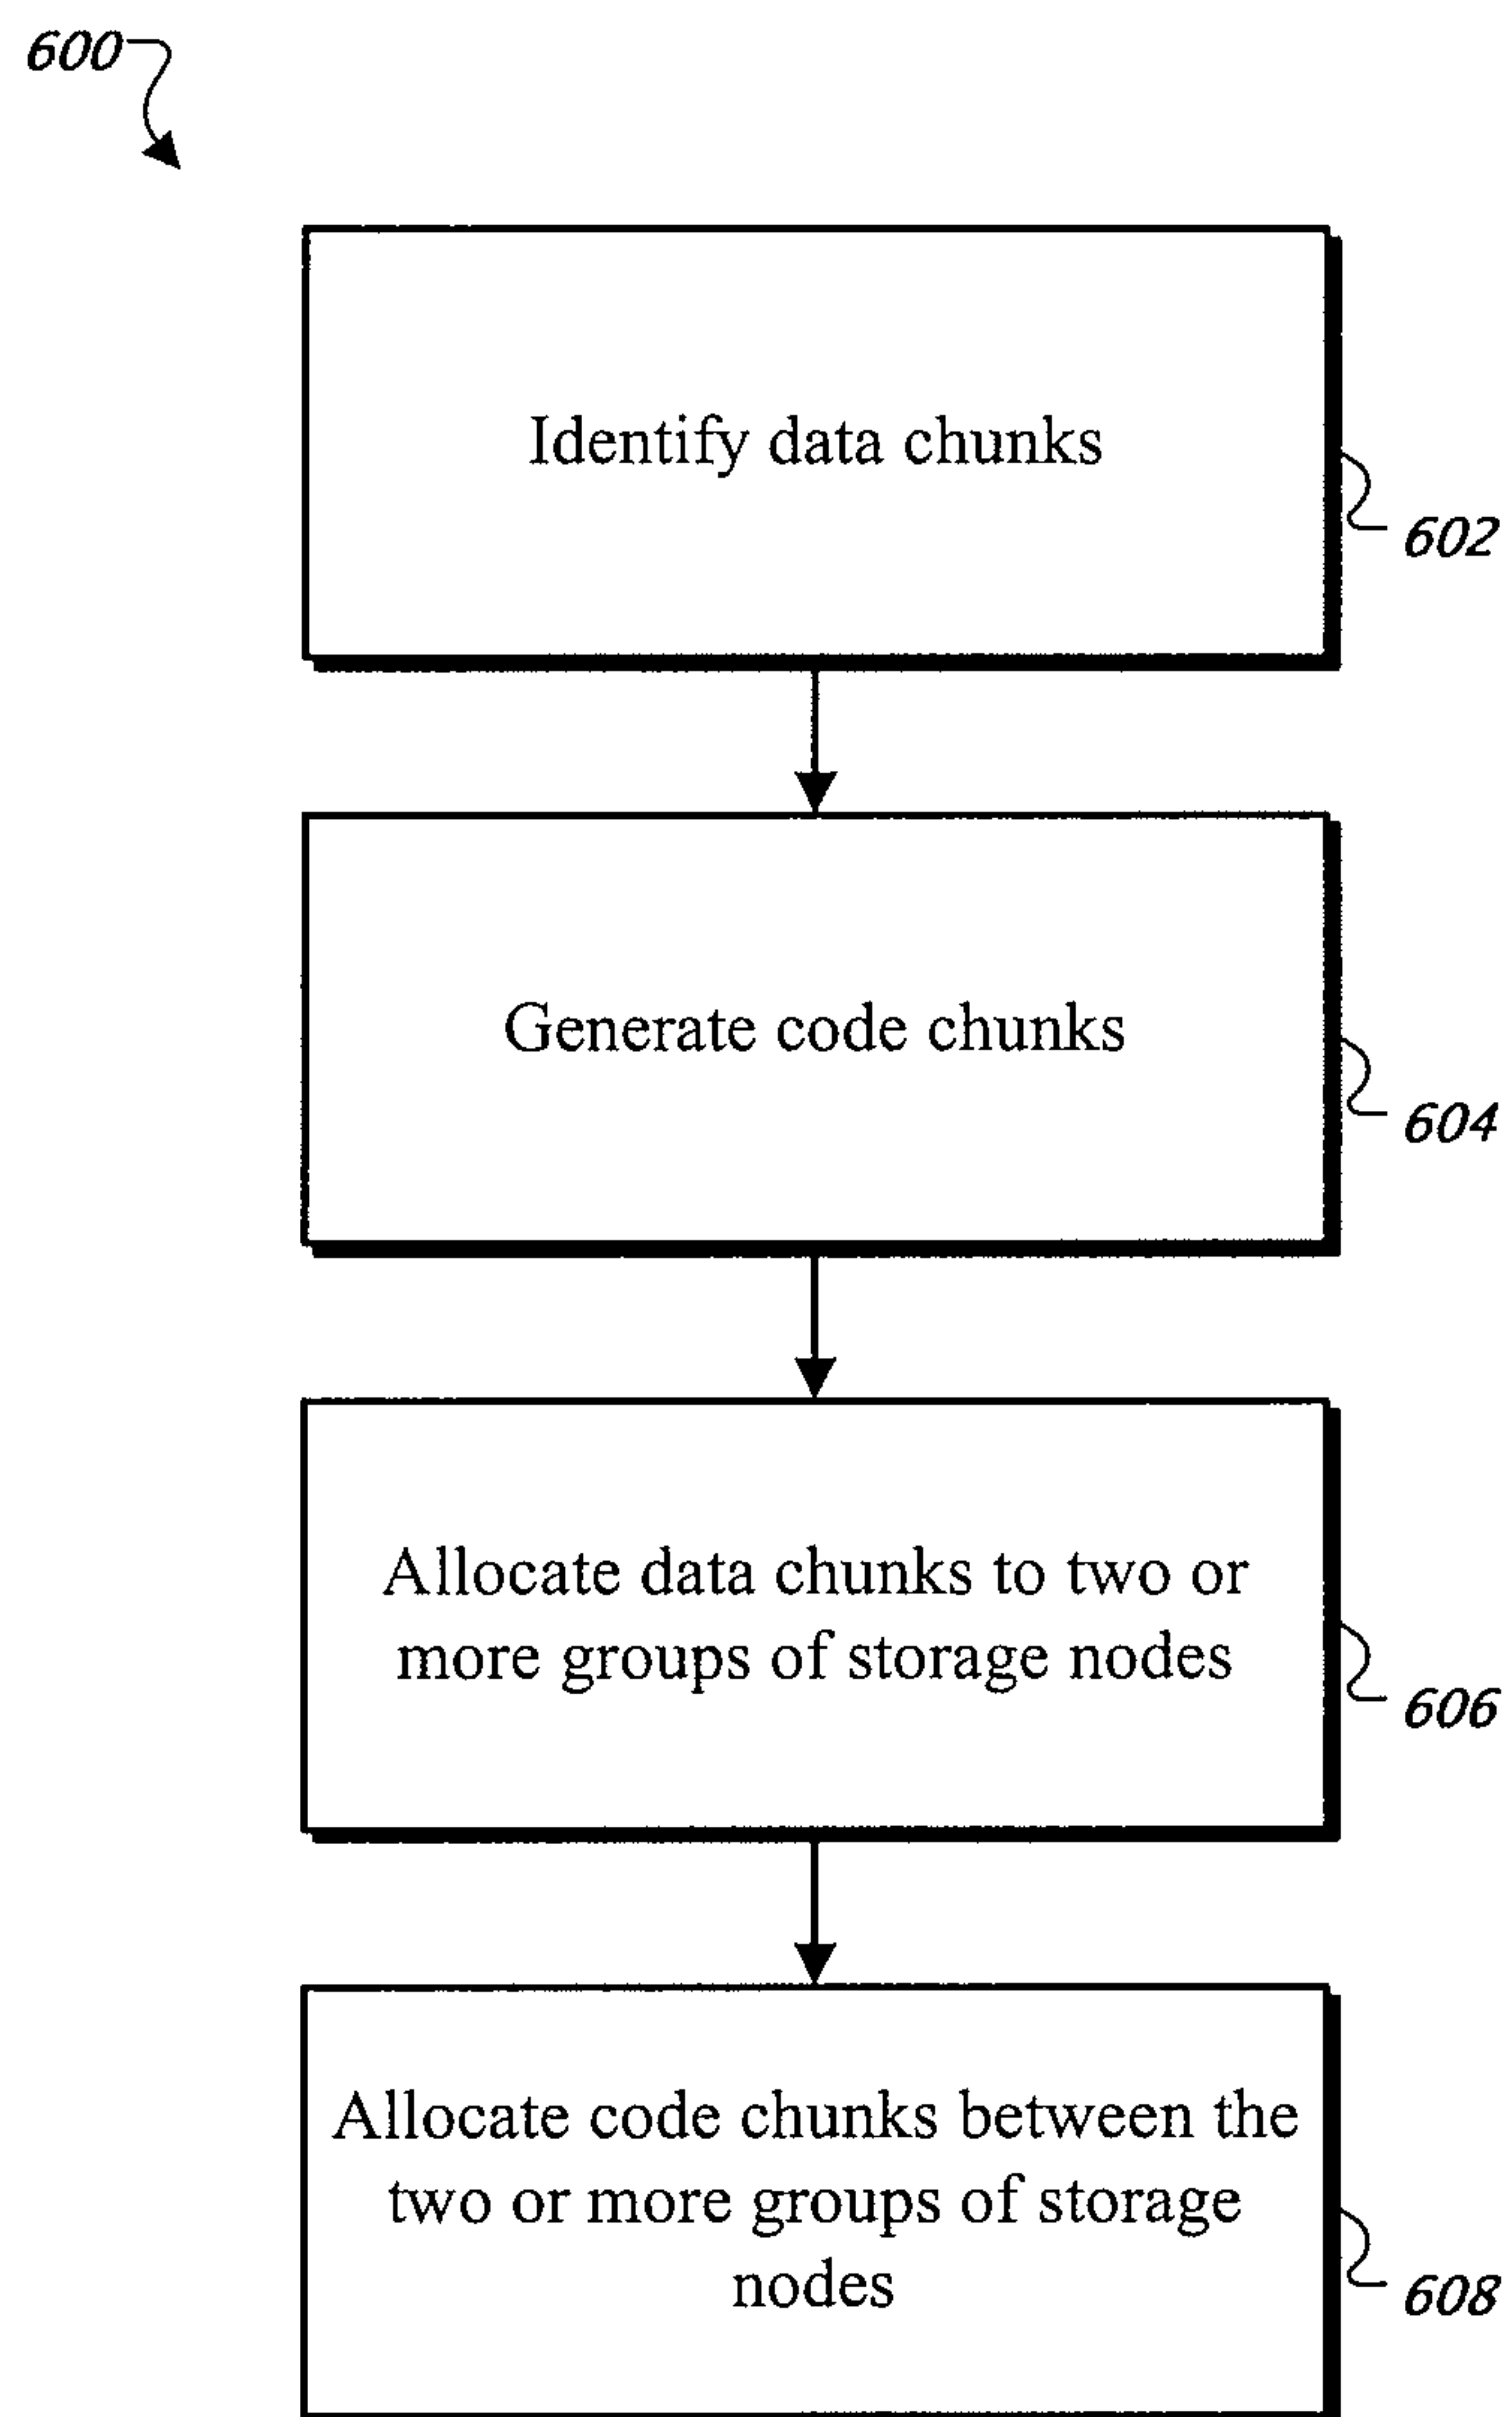 600
Identify data chunks
602
Generate code chunks
604
Allocate data chunks to two or
more groups of storage nodes
606
Allocate code chunks between the
two or more groups of storage
nodes
608